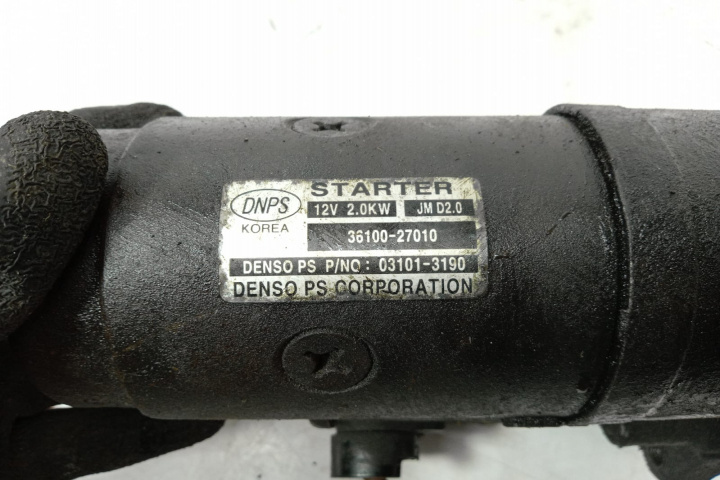 STARTER
DNPS
KOREA
12V 2.0KW JM D2.0
36100-27010
DENSO PS P/NO: 03101-3190
DENSO PS CORPORATION